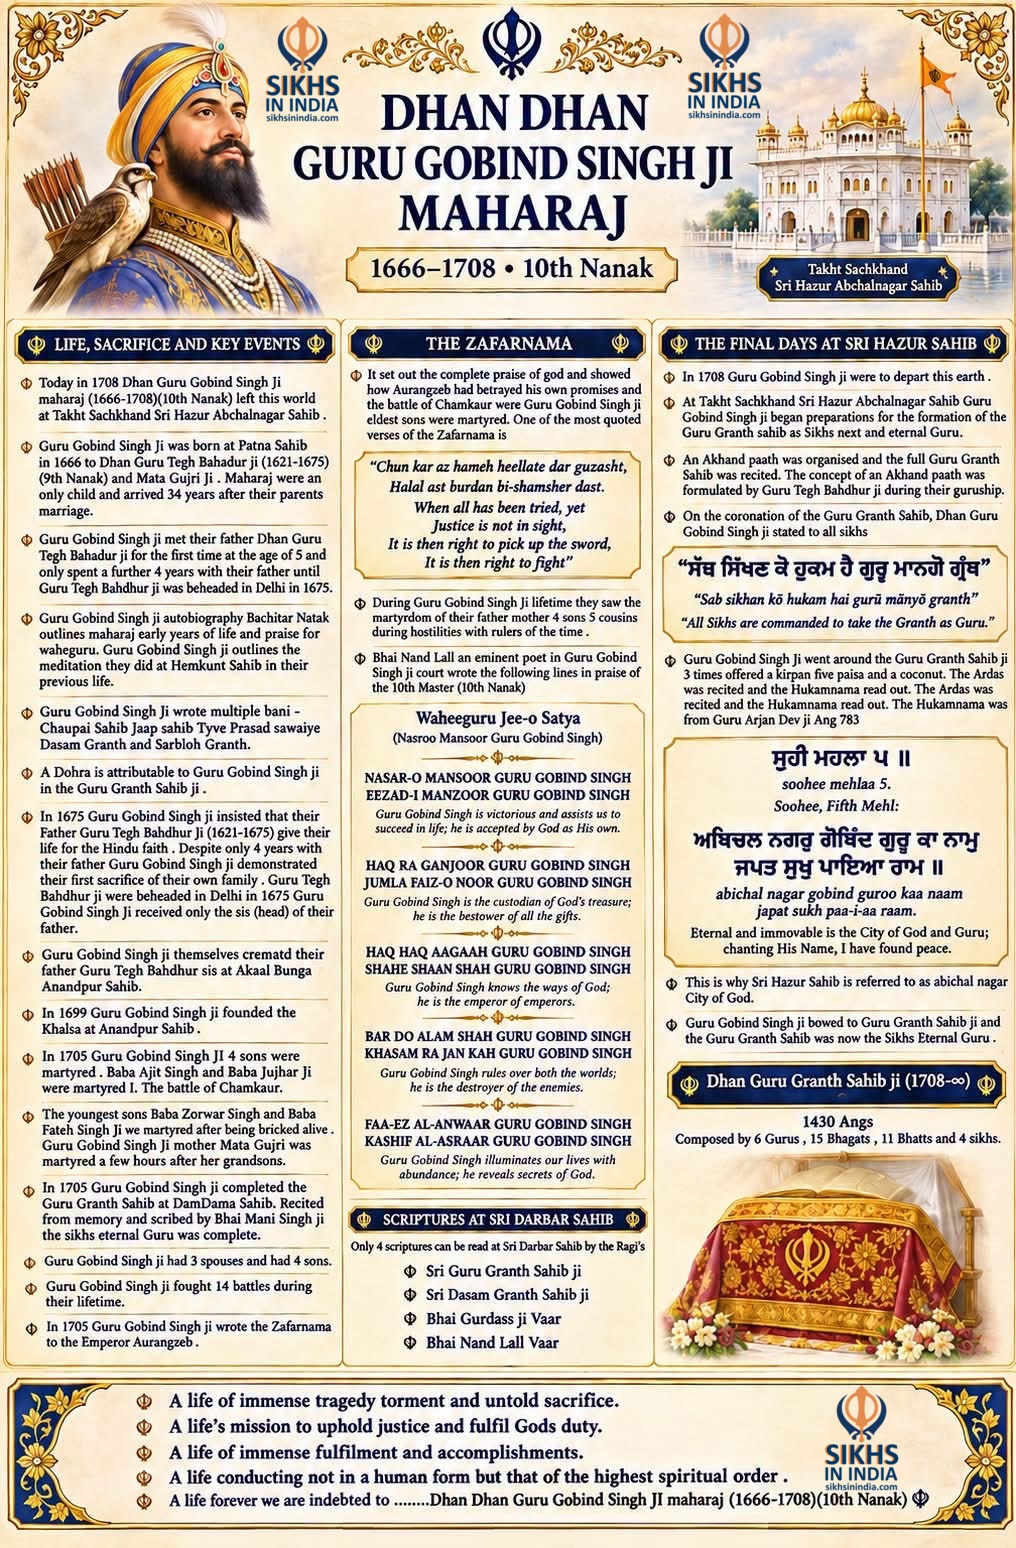 SIKHS
IN INDIA
sikhsinindia.com
SIKHS
IN INDIA
sikhsinindia.com
DHAN DHAN
GURU GOBIND SINGH JI
MAHARAJ
1666–1708 • 10th Nanak
Takht Sachkhand
Sri Hazur Abchalnagar Sahib
LIFE, SACRIFICE AND KEY EVENTS
Today in 1708 Dhan Guru Gobind Singh Ji
maharaj (1666-1708)(10th Nanak) left this world
at Takht Sachkhand Sri Hazur Abchalnagar Sahib .
Guru Gobind Singh Ji was born at Patna Sahib
in 1666 to Dhan Guru Tegh Bahadur ji (1621-1675)
(9th Nanak) and Mata Gujri Ji . Maharaj were an
only child and arrived 34 years after their parents
marriage.
Guru Gobind Singh ji met their father Dhan Guru
Tegh Bahadur ji for the first time at the age of 5 and
only spent a further 4 years with their father until
Guru Tegh Bahdhur ji was beheaded in Delhi in 1675.
Guru Gobind Singh ji autobiography Bachitar Natak
outlines maharaj early years of life and praise for
waheguru. Guru Gobind Singh ji outlines the
meditation they did at Hemkunt Sahib in their
previous life.
Guru Gobind Singh Ji wrote multiple bani –
Chaupai Sahib Jaap sahib Tyve Prasad sawaiye
Dasam Granth and Sarbloh Granth.
A Dohra is attributable to Guru Gobind Singh ji
in the Guru Granth Sahib ji .
In 1675 Guru Gobind Singh ji insisted that their
Father Guru Tegh Bahdhur Ji (1621-1675) give their
life for the Hindu faith . Despite only 4 years with
their father Guru Gobind Singh ji demonstrated
their first sacrifice of their own family . Guru Tegh
Bahdhur ji were beheaded in Delhi in 1675 Guru
Gobind Singh Ji received only the sis (head) of their
father.
Guru Gobind Singh ji themselves crematd their
father Guru Tegh Bahdhur sis at Akaal Bunga
Anandpur Sahib.
In 1699 Guru Gobind Singh ji founded the
Khalsa at Anandpur Sahib .
In 1705 Guru Gobind Singh JI 4 sons were
martyred . Baba Ajit Singh and Baba Jujhar Ji
were martyred I. The battle of Chamkaur.
The youngest sons Baba Zorwar Singh and Baba
Fateh Singh Ji we martyred after being bricked alive .
Guru Gobind Singh Ji mother Mata Gujri was
martyred a few hours after her grandsons.
In 1705 Guru Gobind Singh ji completed the
Guru Granth Sahib at DamDama Sahib. Recited
from memory and scribed by Bhai Mani Singh ji
the sikhs eternal Guru was complete.
Guru Gobind Singh ji had 3 spouses and had 4 sons.
Guru Gobind Singh ji fought 14 battles during
their lifetime.
In 1705 Guru Gobind Singh ji wrote the Zafarnama
to the Emperor Aurangzeb .
THE ZAFARNAMA
It set out the complete praise of god and showed
how Aurangzeb had betrayed his own promises and
the battle of Chamkaur were Guru Gobind Singh ji
eldest sons were martyred. One of the most quoted
verses of the Zafarnama is
“Chun kar az hameh heellate dar guzasht,
Halal ast burdan bi-shamsher dast.
When all has been tried, yet
Justice is not in sight,
It is then right to pick up the sword,
It is then right to fight”
During Guru Gobind Singh Ji lifetime they saw the
martyrdom of their father mother 4 sons 5 cousins
during hostilities with rulers of the time .
Bhai Nand Lall an eminent poet in Guru Gobind
Singh ji court wrote the following lines in praise of
the 10th Master (10th Nanak)
Waheeguru Jee-o Satya
(Nasroo Mansoor Guru Gobind Singh)
NASAR-O MANSOOR GURU GOBIND SINGH
EEZAD-I MANZOOR GURU GOBIND SINGH
Guru Gobind Singh is victorious and assists us to
succeed in life; he is accepted by God as His own.
HAQ RA GANJOOR GURU GOBIND SINGH
JUMLA FAIZ-O NOOR GURU GOBIND SINGH
Guru Gobind Singh is the custodian of God's treasure;
he is the bestower of all the gifts.
HAQ HAQ AAGAAH GURU GOBIND SINGH
SHAHE SHAAN SHAH GURU GOBIND SINGH
Guru Gobind Singh knows the ways of God;
he is the emperor of emperors.
BAR DO ALAM SHAH GURU GOBIND SINGH
KHASAM RA JAN KAH GURU GOBIND SINGH
Guru Gobind Singh rules over both the worlds;
he is the destroyer of the enemies.
FAA-EZ AL-ANWAAR GURU GOBIND SINGH
KASHIF AL-ASRAAR GURU GOBIND SINGH
Guru Gobind Singh illuminates our lives with
abundance; he reveals secrets of God.
SCRIPTURES AT SRI DARBAR SAHIB
Only 4 scriptures can be read at Sri Darbar Sahib by the Ragi's
Sri Guru Granth Sahib ji
Sri Dasam Granth Sahib ji
Bhai Gurdass ji Vaar
Bhai Nand Lall Vaar
THE FINAL DAYS AT SRI HAZUR SAHIB
In 1708 Guru Gobind Singh ji were to depart this earth .
At Takht Sachkhand Sri Hazur Abchalnagar Sahib Guru
Gobind Singh ji began preparations for the formation of the
Guru Granth sahib as Sikhs next and eternal Guru.
An Akhand paath was organised and the full Guru Granth
Sahib was recited. The concept of an Akhand paath was
formulated by Guru Tegh Bahdhur ji during their guruship.
On the coronation of the Guru Granth Sahib, Dhan Guru
Gobind Singh ji stated to all sikhs
“ਸੱਬ ਸਿੱਖਣ ਕੋ ਹੁਕਮ ਹੈ ਗੁਰੂ ਮਾਨਯੋ ਗ੍ਰੰਥ”
“Sab sikhan kō hukam hai gurū mānyō granth”
“All Sikhs are commanded to take the Granth as Guru.”
Guru Gobind Singh Ji went around the Guru Granth Sahib ji
3 times offered a kirpan five paisa and a coconut. The Ardas
was recited and the Hukamnama read out. The Ardas was
recited and the Hukamnama read out. The Hukamnama was
from Guru Arjan Dev ji Ang 783
ਸੂਹੀ ਮਹਲਾ ੫ ॥
soohee mehlaa 5.
Soohee, Fifth Mehl:
ਅਬਿਚਲ ਨਗਰੁ ਗੋਬਿੰਦ ਗੁਰੂ ਕਾ ਨਾਮੁ
ਜਪਤ ਸੁਖੁ ਪਾਇਆ ਰਾਮ ॥
abichal nagar gobind guroo kaa naam
japat sukh paa-i-aa raam.
Eternal and immovable is the City of God and Guru;
chanting His Name, I have found peace.
This is why Sri Hazur Sahib is referred to as abichal nagar
City of God.
Guru Gobind Singh ji bowed to Guru Granth Sahib ji and
the Guru Granth Sahib was now the Sikhs Eternal Guru .
Dhan Guru Granth Sahib ji (1708-∞)
1430 Angs
Composed by 6 Gurus , 15 Bhagats , 11 Bhatts and 4 sikhs.
A life of immense tragedy torment and untold sacrifice.
A life's mission to uphold justice and fulfil Gods duty.
A life of immense fulfilment and accomplishments.
A life conducting not in a human form but that of the highest spiritual order .
A life forever we are indebted to ........Dhan Dhan Guru Gobind Singh JI maharaj (1666-1708)(10th Nanak)
SIKHS
IN INDIA
sikhsinindia.com